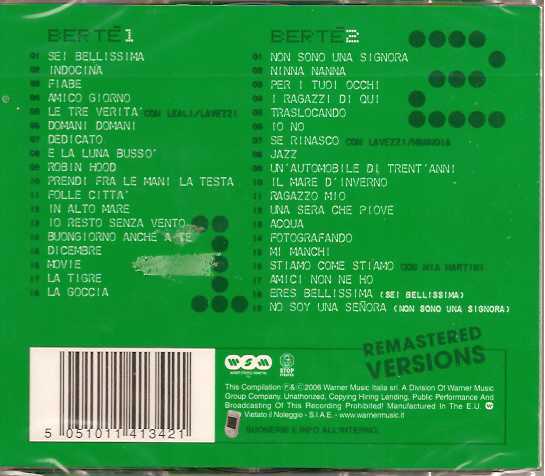 BERTÉ1
01 SEI BELLISSIMA
02 INDOCINA
03 FIABE
04 AMICO GIORNO
05 LE TRE VERITA' CON LEALI/LAVEZZI
06 DOMANI DOMANI
07 DEDICATO
08 E LA LUNA BUSSO'
09 ROBIN HOOD
10 PRENDI FRA LE MANI LA TESTA
11 FOLLE CITTA'
12 IN ALTO MARE
13 IO RESTO SENZA VENTO
14 BUONGIORNO ANCHE A TE
15 DICEMBRE
16 MOVIE
17 LA TIGRE
18 LA GOCCIA
BERTÉ2
01 NON SONO UNA SIGNORA
02 NINNA NANNA
03 PER I TUOI OCCHI
04 I RAGAZZI DI QUI
05 TRASLOCANDO
06 IO NO
07 SE RINASCO CON LAVEZZI/MANNOIA
08 JAZZ
09 UN'AUTOMOBILE DI TRENT'ANNI
10 IL MARE D'INVERNO
11 RAGAZZO MIO
12 UNA SERA CHE PIOVE
13 ACQUA
14 FOTOGRAFANDO
15 MI MANCHI
16 STIAMO COME STIAMO CON MIA MARTINI
17 AMICI NON NE HO
18 ERES BELLISSIMA (SEI BELLISSIMA)
19 NO SOY UNA SEÑORA (NON SONO UNA SIGNORA)
REMASTERED
VERSIONS
wsm
STOP
This Compilation ℗&© 2006 Warner Music Italia srl. A Division Of Warner Music
Group Company. Unauthorized, Copying Hiring Lending, Public Performance And
Broadcasting Of This Recording Prohibited! Manufactured In The E.U.
Vietato il Noleggio - S.I.A.E. - www.warnermusic.it
SUONERIE E INFO ALL'INTERNO.
5 051011 413421